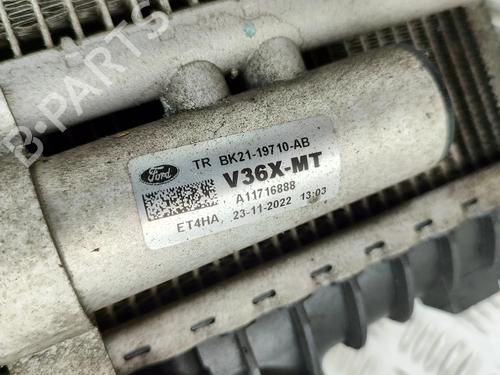 B-PARTS
Ford
TR BK21-19710-AB
V36X-MT
A11716888
ET4HA, 23-11-2022 13:03